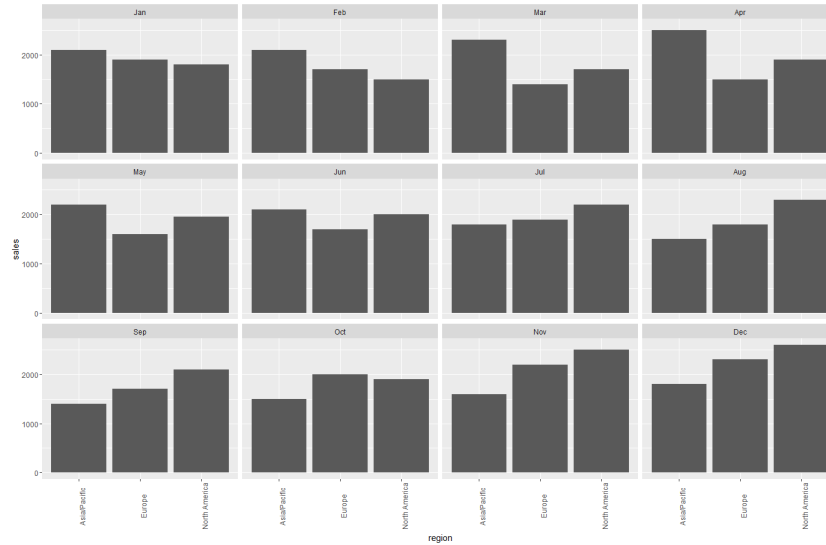 Jan Feb Mar Apr
2000
1000
0
May Jun Jul Aug
2000
1000
0
sales
Sep Oct Nov Dec
2000
1000
0
Asia/Pacific Europe North America Asia/Pacific Europe North America Asia/Pacific Europe North America Asia/Pacific Europe North America
region